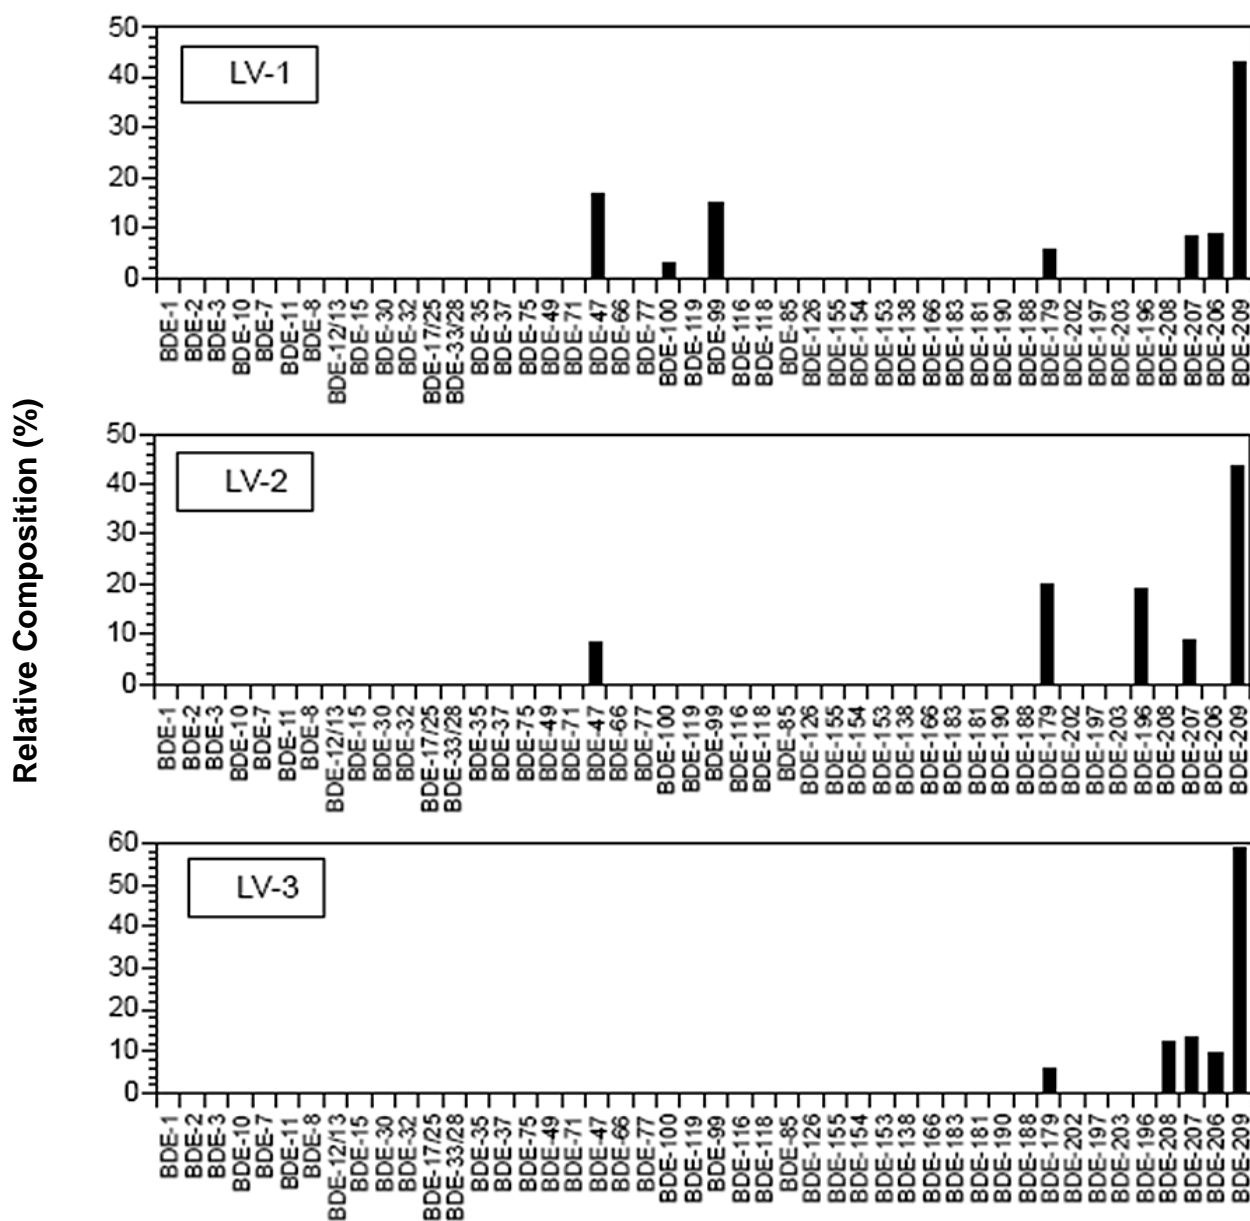 Relative Composition (%)
LV-1
50
40
30
20
10
0
BDE-1 BDE-2 BDE-3 BDE-10 BDE-7 BDE-11 BDE-8 BDE-12/13 BDE-15 BDE-30 BDE-32 BDE-17/25 BDE-33/28 BDE-35 BDE-37 BDE-75 BDE-49 BDE-71 BDE-47 BDE-66 BDE-77 BDE-100 BDE-119 BDE-99 BDE-116 BDE-118 BDE-85 BDE-126 BDE-155 BDE-154 BDE-153 BDE-138 BDE-166 BDE-183 BDE-181 BDE-190 BDE-188 BDE-179 BDE-202 BDE-197 BDE-203 BDE-196 BDE-208 BDE-207 BDE-206 BDE-209
LV-2
50
40
30
20
10
0
BDE-1 BDE-2 BDE-3 BDE-10 BDE-7 BDE-11 BDE-8 BDE-12/13 BDE-15 BDE-30 BDE-32 BDE-17/25 BDE-33/28 BDE-35 BDE-37 BDE-75 BDE-49 BDE-71 BDE-47 BDE-66 BDE-77 BDE-100 BDE-119 BDE-99 BDE-116 BDE-118 BDE-85 BDE-126 BDE-155 BDE-154 BDE-153 BDE-138 BDE-166 BDE-183 BDE-181 BDE-190 BDE-188 BDE-179 BDE-202 BDE-197 BDE-203 BDE-196 BDE-208 BDE-207 BDE-206 BDE-209
LV-3
60
50
40
30
20
10
0
BDE-1 BDE-2 BDE-3 BDE-10 BDE-7 BDE-11 BDE-8 BDE-12/13 BDE-15 BDE-30 BDE-32 BDE-17/25 BDE-33/28 BDE-35 BDE-37 BDE-75 BDE-49 BDE-71 BDE-47 BDE-66 BDE-77 BDE-100 BDE-119 BDE-99 BDE-116 BDE-118 BDE-85 BDE-126 BDE-155 BDE-154 BDE-153 BDE-138 BDE-166 BDE-183 BDE-181 BDE-190 BDE-188 BDE-179 BDE-202 BDE-197 BDE-203 BDE-196 BDE-208 BDE-207 BDE-206 BDE-209